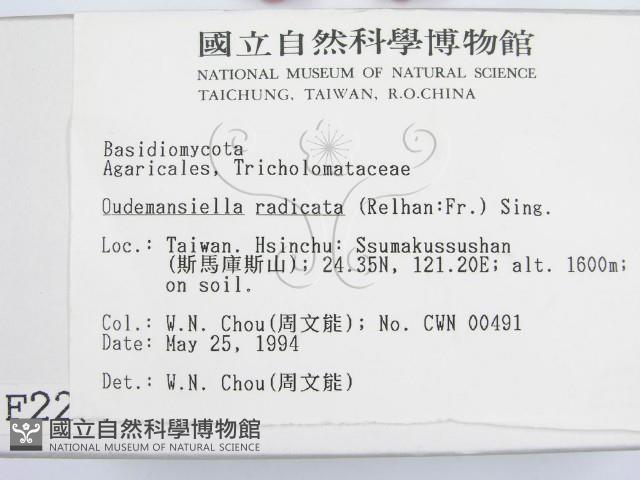 國立自然科學博物館
NATIONAL MUSEUM OF NATURAL SCIENCE
TAICHUNG, TAIWAN, R.O.CHINA
Basidiomycota
Agaricales, Tricholomataceae
Oudemansiella radicata (Relhan:Fr.) Sing.
Loc.: Taiwan. Hsinchu: Ssumakussushan
(斯馬庫斯山); 24.35N, 121.20E; alt. 1600m;
on soil.
Col.: W.N. Chou(周文能); No. CWN 00491
Date: May 25, 1994
Det.: W.N. Chou(周文能)
F22
國立自然科學博物館
NATIONAL MUSEUM OF NATURAL SCIENCE